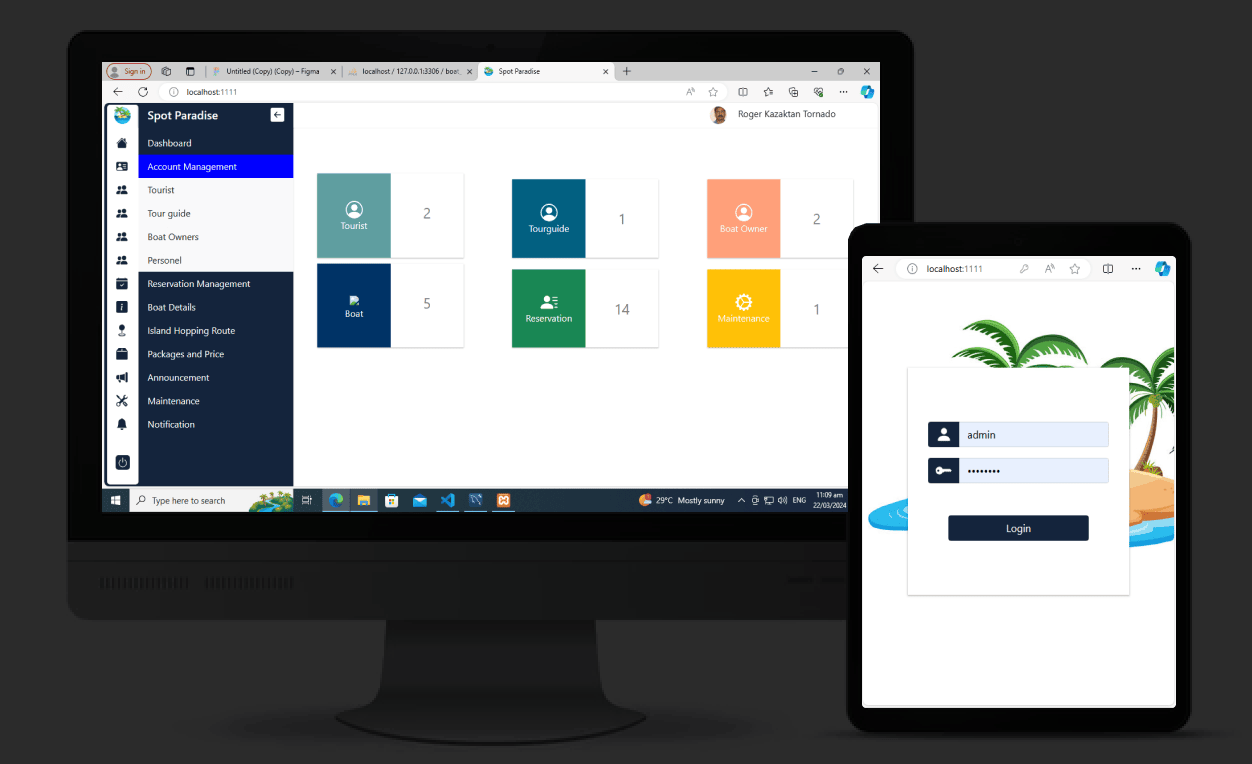 Sign in
Untitled (Copy) (Copy) – Figma
localhost / 127.0.0.1:3306 / boat_
Spot Paradise
localhost:1111
Spot Paradise
Roger Kazaktan Tornado
Dashboard
Account Management
Tourist
Tour guide
Boat Owners
Personel
Reservation Management
Boat Details
Island Hopping Route
Packages and Price
Announcement
Maintenance
Notification
Tourist
2
Tourguide
1
Boat Owner
2
Boat
5
Reservation
14
Maintenance
1
Type here to search
29°C Mostly sunny
ENG
11:09 am
22/03/2024
localhost:1111
admin
••••••••
Login